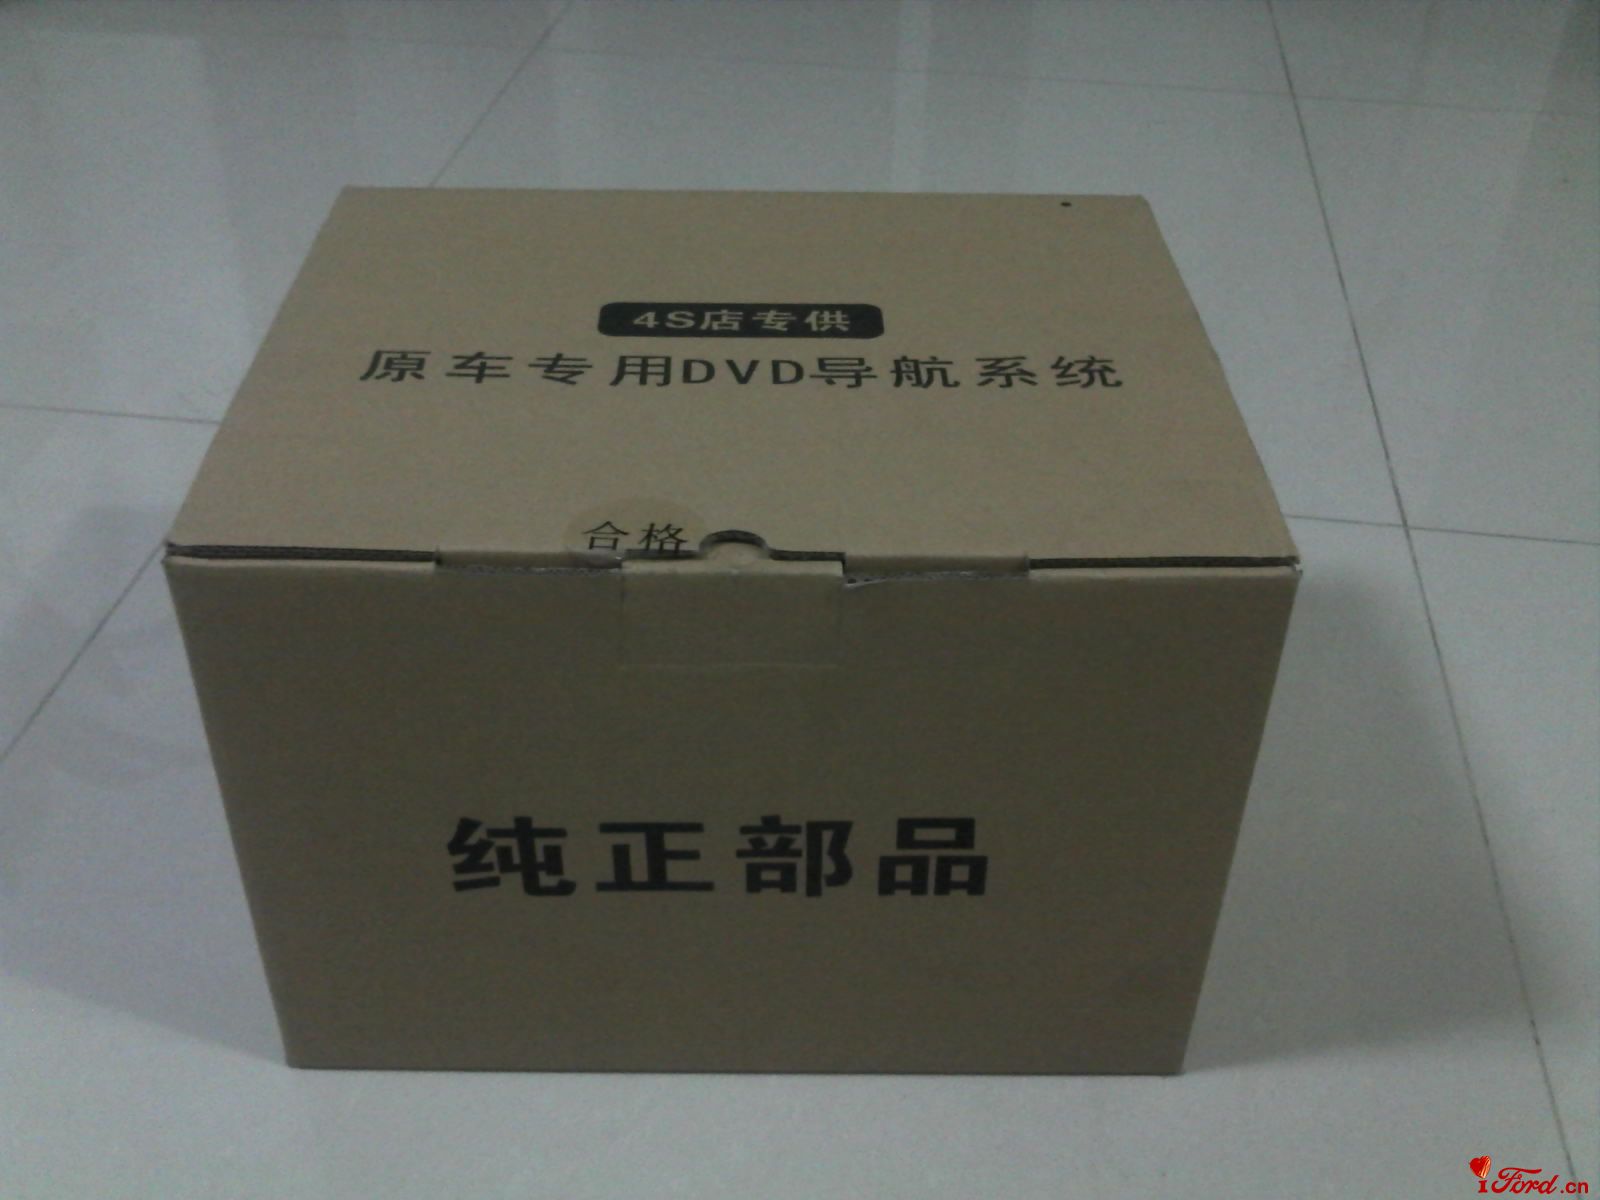 4S店专供
原车专用DVD导航系统
合格
纯正部品
iFord.cn